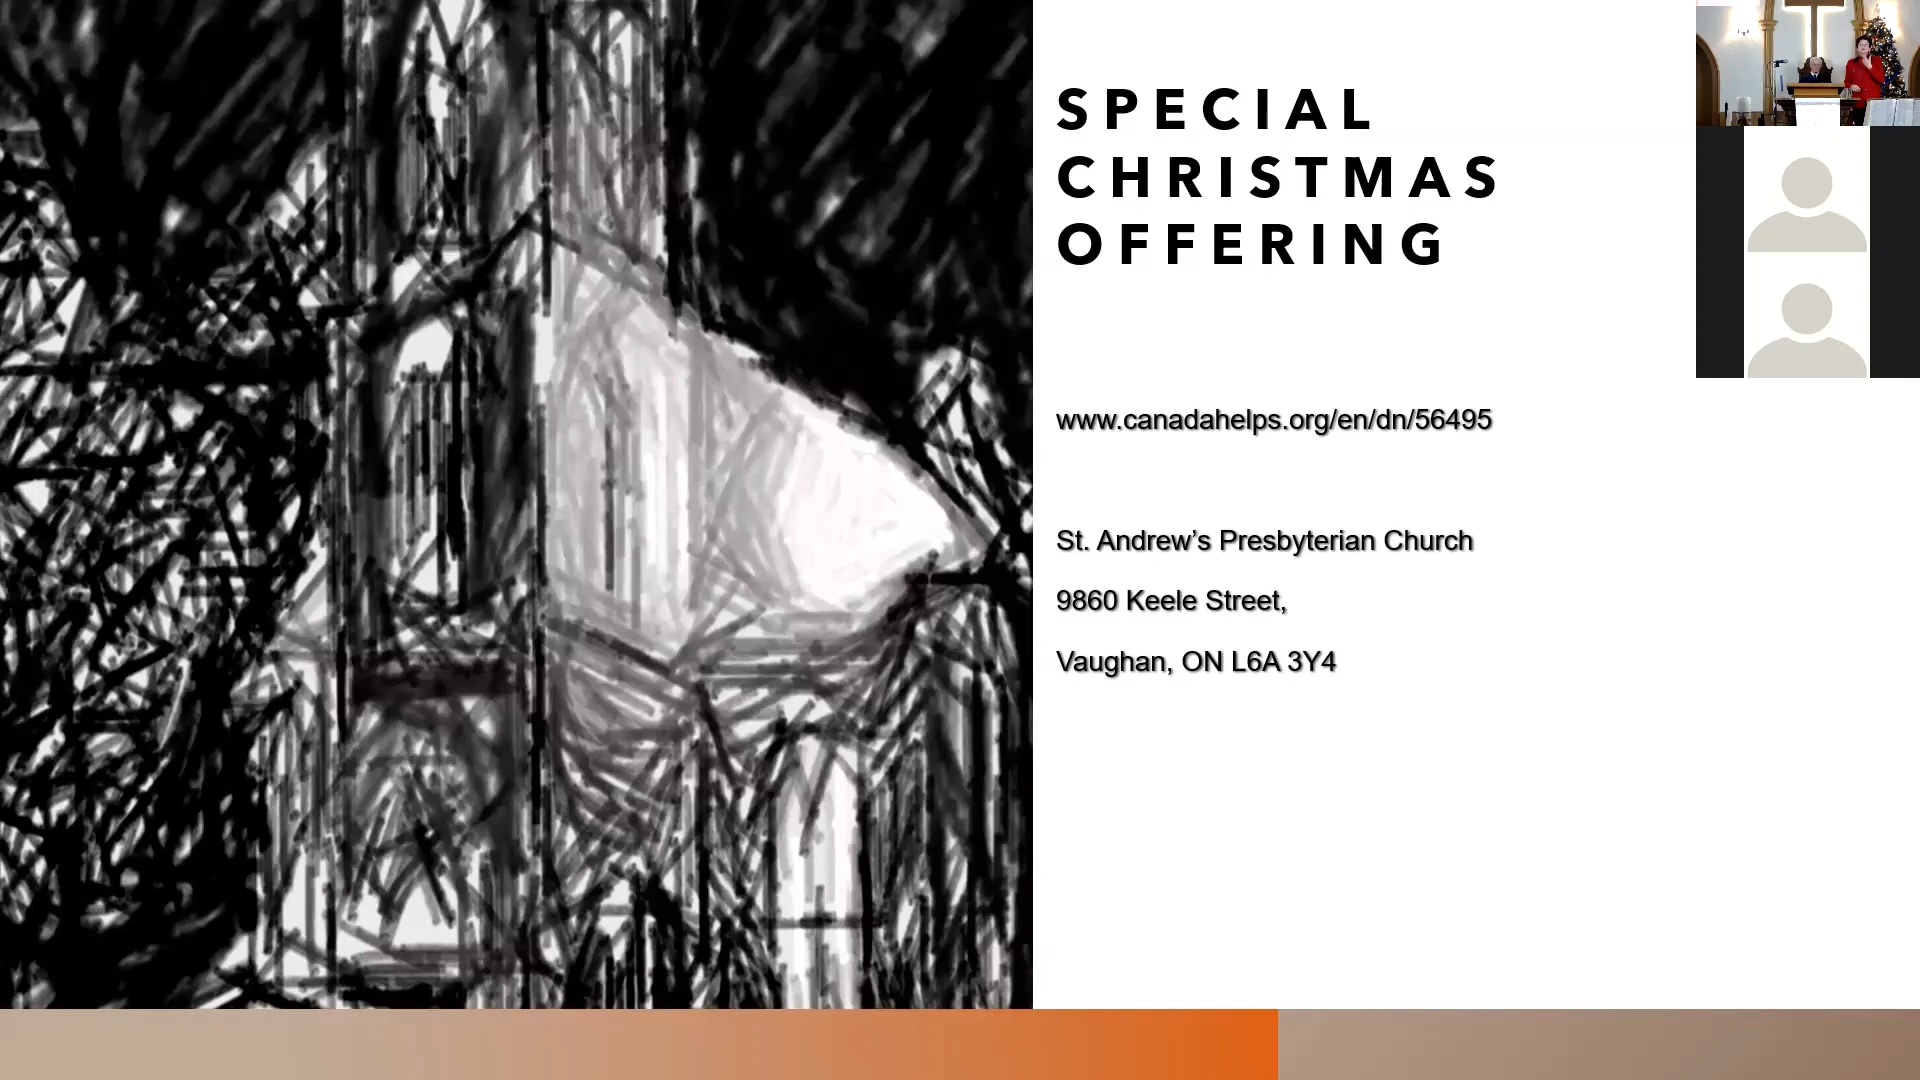 SPECIAL
CHRISTMAS
OFFERING
www.canadahelps.org/en/dn/56495
St. Andrew’s Presbyterian Church
9860 Keele Street,
Vaughan, ON L6A 3Y4